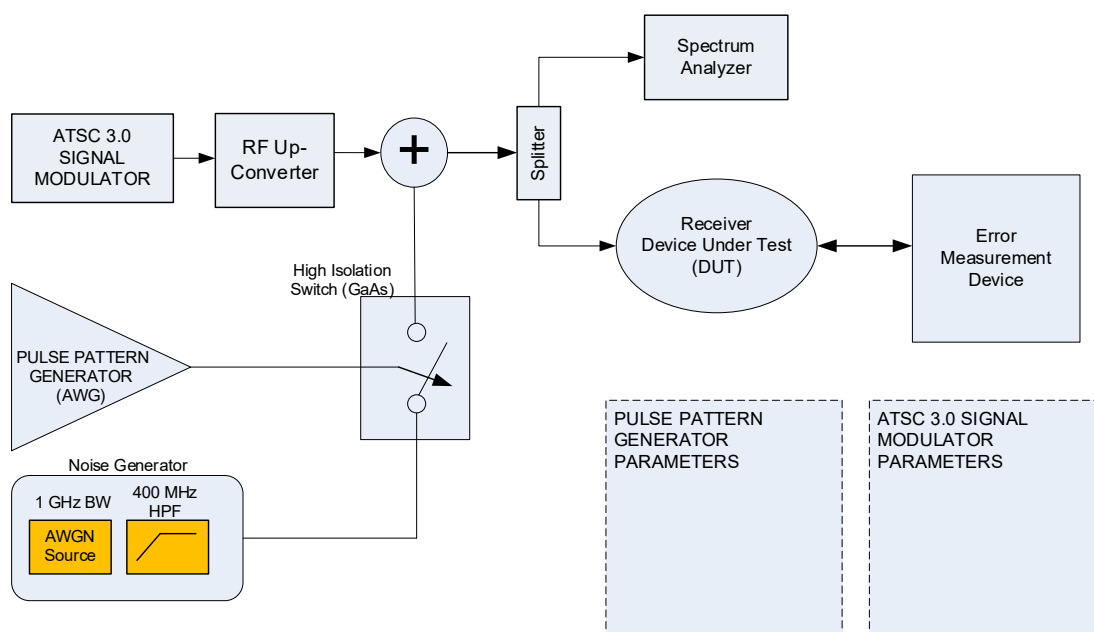 Spectrum
Analyzer
ATSC 3.0
SIGNAL
MODULATOR
RF Up-
Converter
+
Splitter
Receiver
Device Under Test
(DUT)
Error
Measurement
Device
High Isolation
Switch (GaAs)
PULSE PATTERN
GENERATOR
(AWG)
Noise Generator
1 GHz BW
400 MHz
HPF
AWGN
Source
PULSE PATTERN
GENERATOR
PARAMETERS
ATSC 3.0 SIGNAL
MODULATOR
PARAMETERS